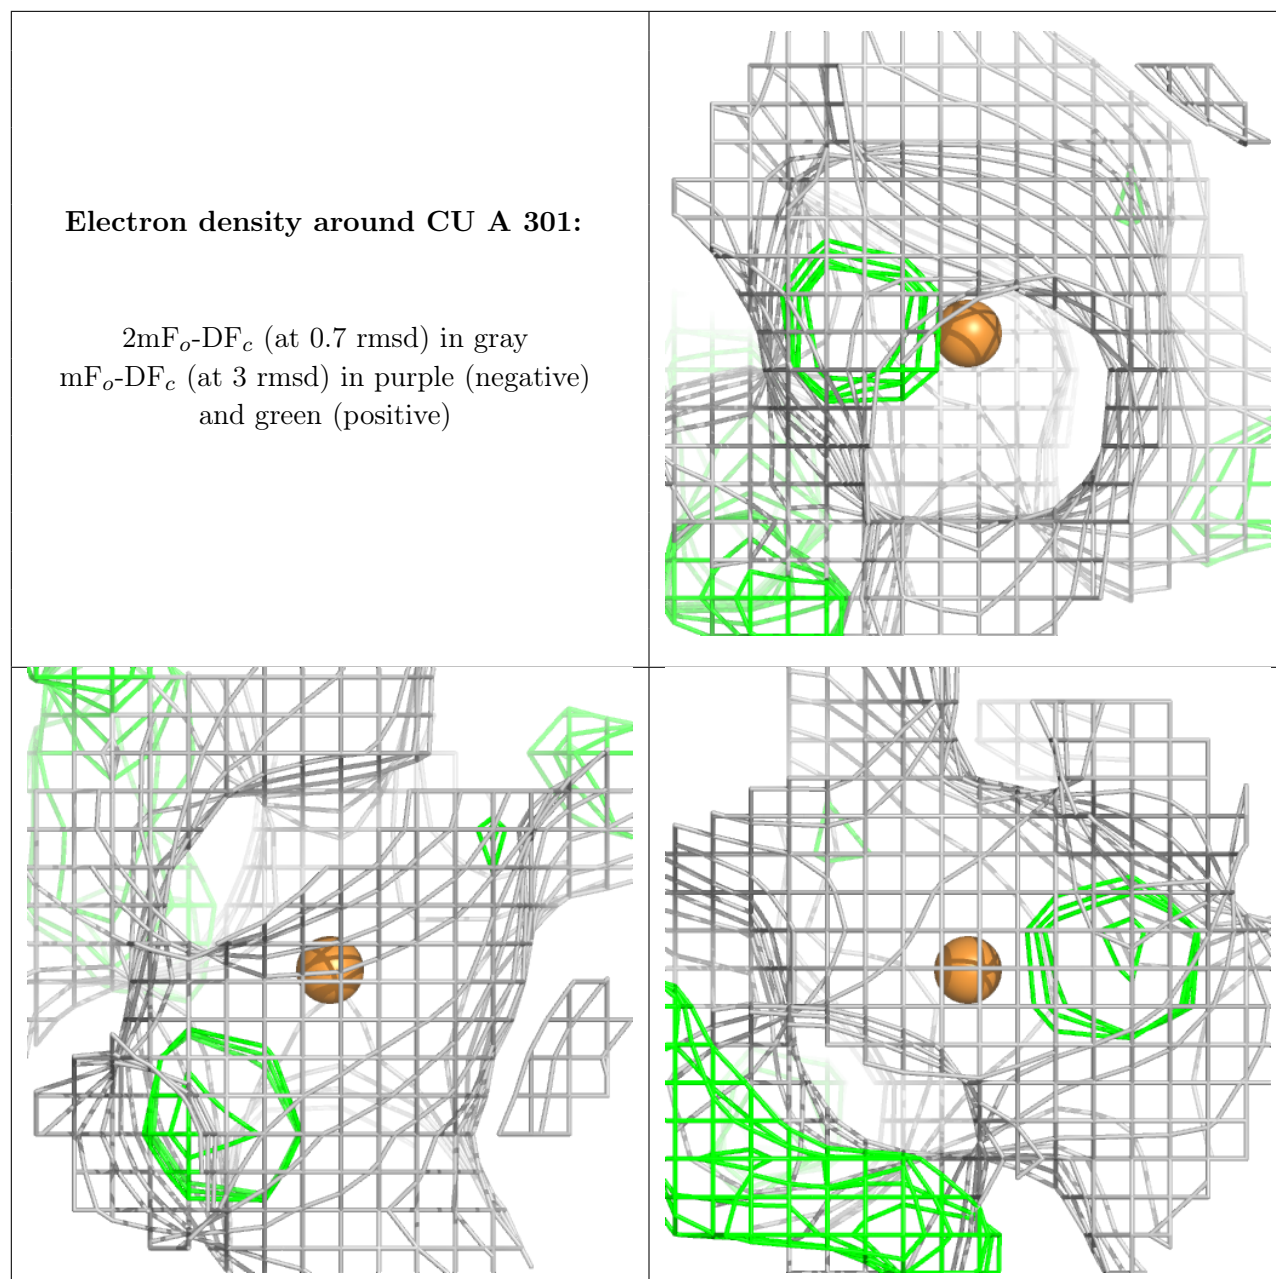 Electron density around CU A 301:
2mFo-DFc (at 0.7 rmsd) in gray
mFo-DFc (at 3 rmsd) in purple (negative)
and green (positive)